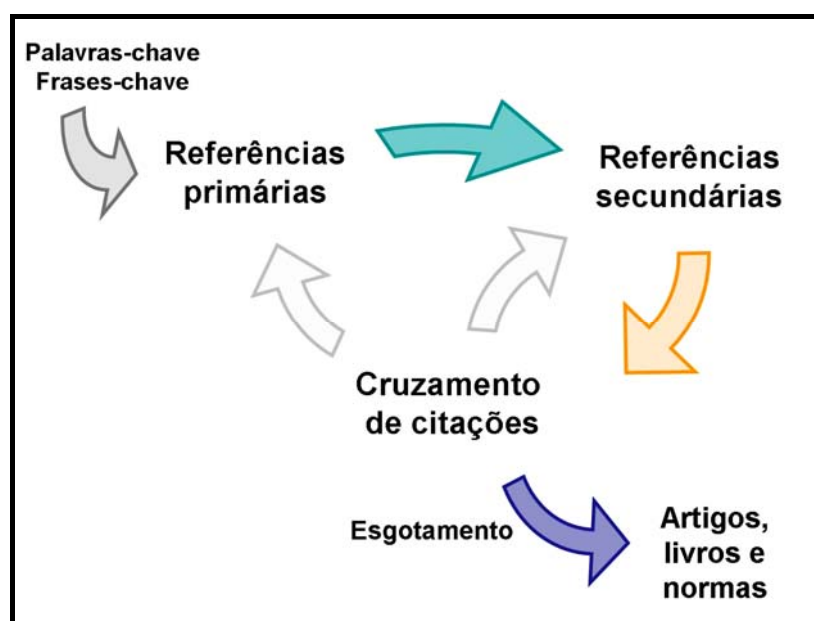 Palavras-chave
Frases-chave
Referências
primárias
Referências
secundárias
Cruzamento
de citações
Esgotamento
Artigos,
livros e
normas